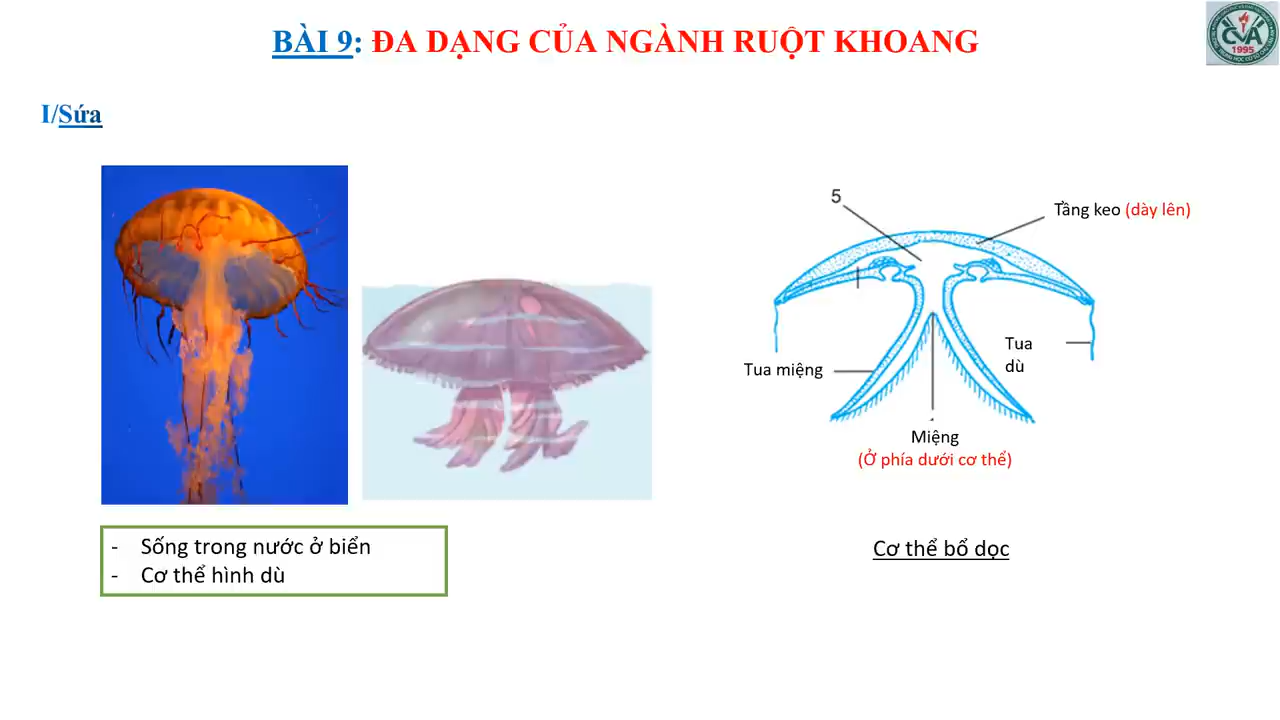 BÀI 9: ĐA DẠNG CỦA NGÀNH RUỘT KHOANG
CVA
1995
I/Sứa
5
Tầng keo (dày lên)
Tua dù
Tua miệng
Miệng
(Ở phía dưới cơ thể)
- Sống trong nước ở biển
- Cơ thể hình dù
Cơ thể bổ dọc